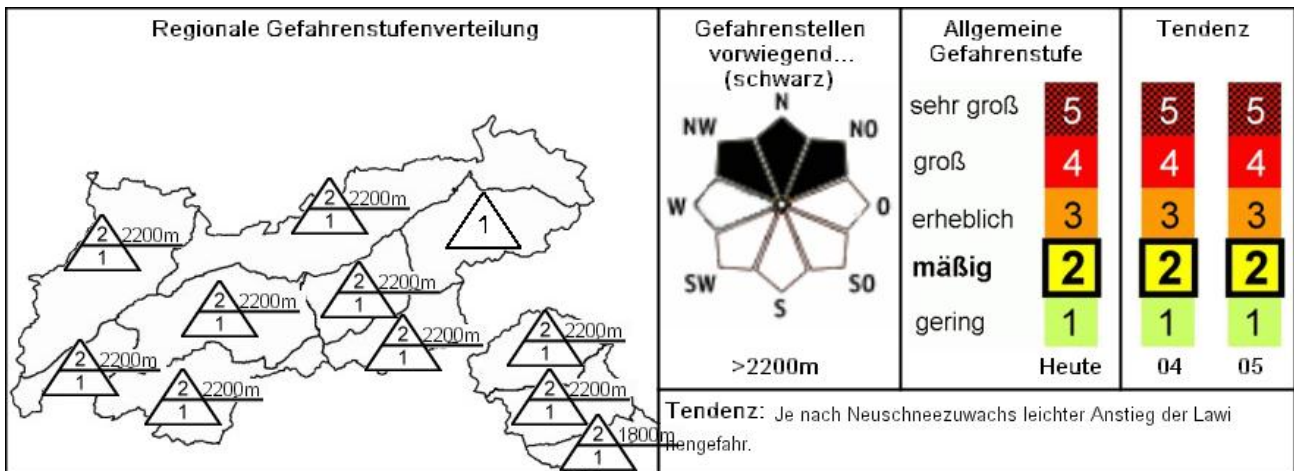 Regionale Gefahrenstufenverteilung
2
2200m
1
1
2
2200m
1
2
2200m
1
2
2200m
1
2
2200m
1
2
2200m
1
2
2200m
1
2
2200m
1
2
2200m
1
2
1800m
1
Gefahrenstellen
vorwiegend...
(schwarz)
N
NW
NO
W
O
SW
SO
S
>2200m
Allgemeine
Gefahrenstufe
sehr groß 5
groß 4
erheblich 3
mäßig 2
gering 1
Heute
Tendenz
5 5
4 4
3 3
2 2
1 1
04 05
Tendenz: Je nach Neuschneezuwachs leichter Anstieg der Lawi
nengefahr.